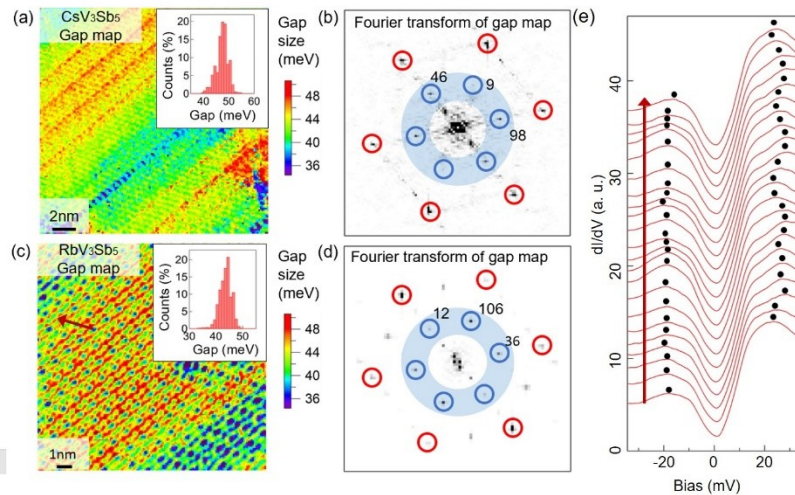 (a)
CsV₃Sb₅
Gap map
20
15
10
5
0
Counts (%)
40 50 60
Gap (meV)
Gap
size
(meV)
48
44
40
36
2nm
(b)
Fourier transform of gap map
46
9
98
(c)
RbV₃Sb₅
Gap map
20
15
10
5
0
Counts (%)
30 40 50
Gap (meV)
Gap
size
(meV)
48
44
40
36
1nm
(d)
Fourier transform of gap map
12
106
36
(e)
40
30
20
10
0
dI/dV (a. u.)
-20 0 20
Bias (mV)